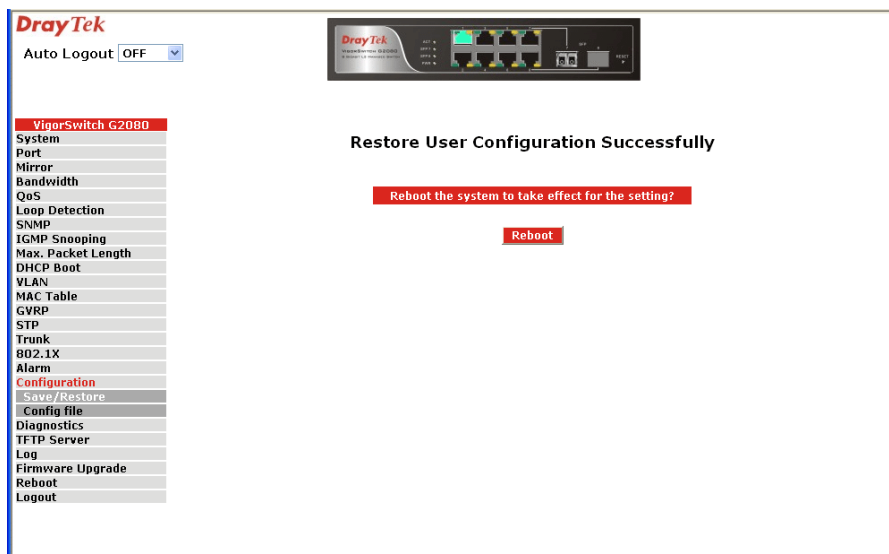 DrayTek
Auto Logout OFF
DrayTek
VigorSwitch G2080
RESET
VigorSwitch G2080
System
Port
Mirror
Bandwidth
QoS
Loop Detection
SNMP
IGMP Snooping
Max. Packet Length
DHCP Boot
VLAN
MAC Table
GVRP
STP
Trunk
802.1X
Alarm
Configuration
Save/Restore
Config file
Diagnostics
TFTP Server
Log
Firmware Upgrade
Reboot
Logout
Restore User Configuration Successfully
Reboot the system to take effect for the setting?
Reboot